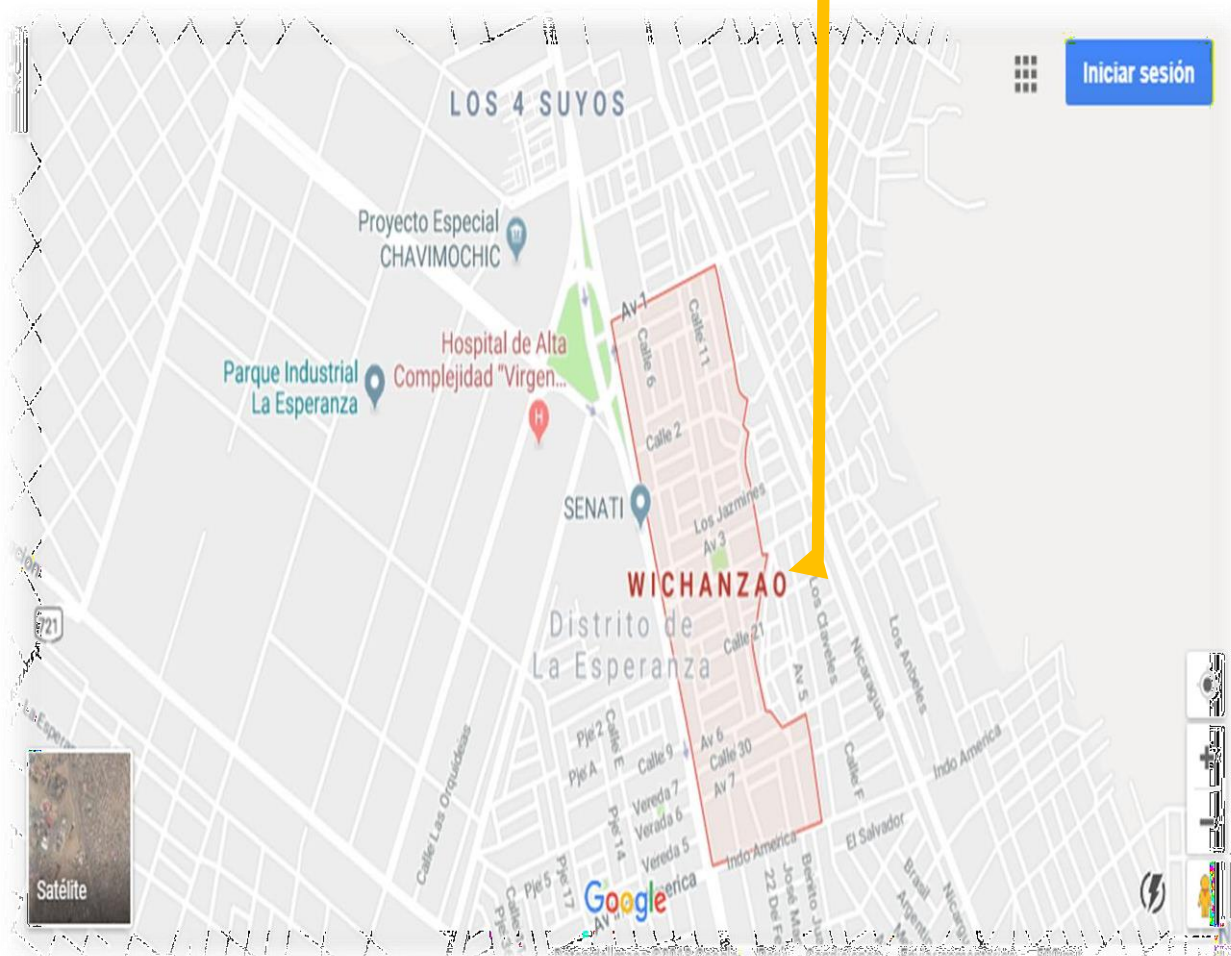 Iniciar sesión
LOS 4 SUYOS
Proyecto Especial
CHAVIMOCHIC
Av 1
Calle 11
Calle 6
Hospital de Alta
Complejidad "Virgen...
Parque Industrial
La Esperanza
H
Calle 2
SENATI
Los Jazmines
Av 3
WICHANZAO
Distrito de
La Esperanza
721
Calle 21
Los Claveles
Nicaragua
Av 5
Pje 2
Calle E
Calle 9
Av 6
Calle 30
Av 7
Pje A
Vereda 7
Verada 6
Vereda 5
Pje 14
Calle Las Orquídeas
Calle F
Indo America
El Salvador
Indo America
Pje 5
Pje 17
Google
Brasil
Satélite